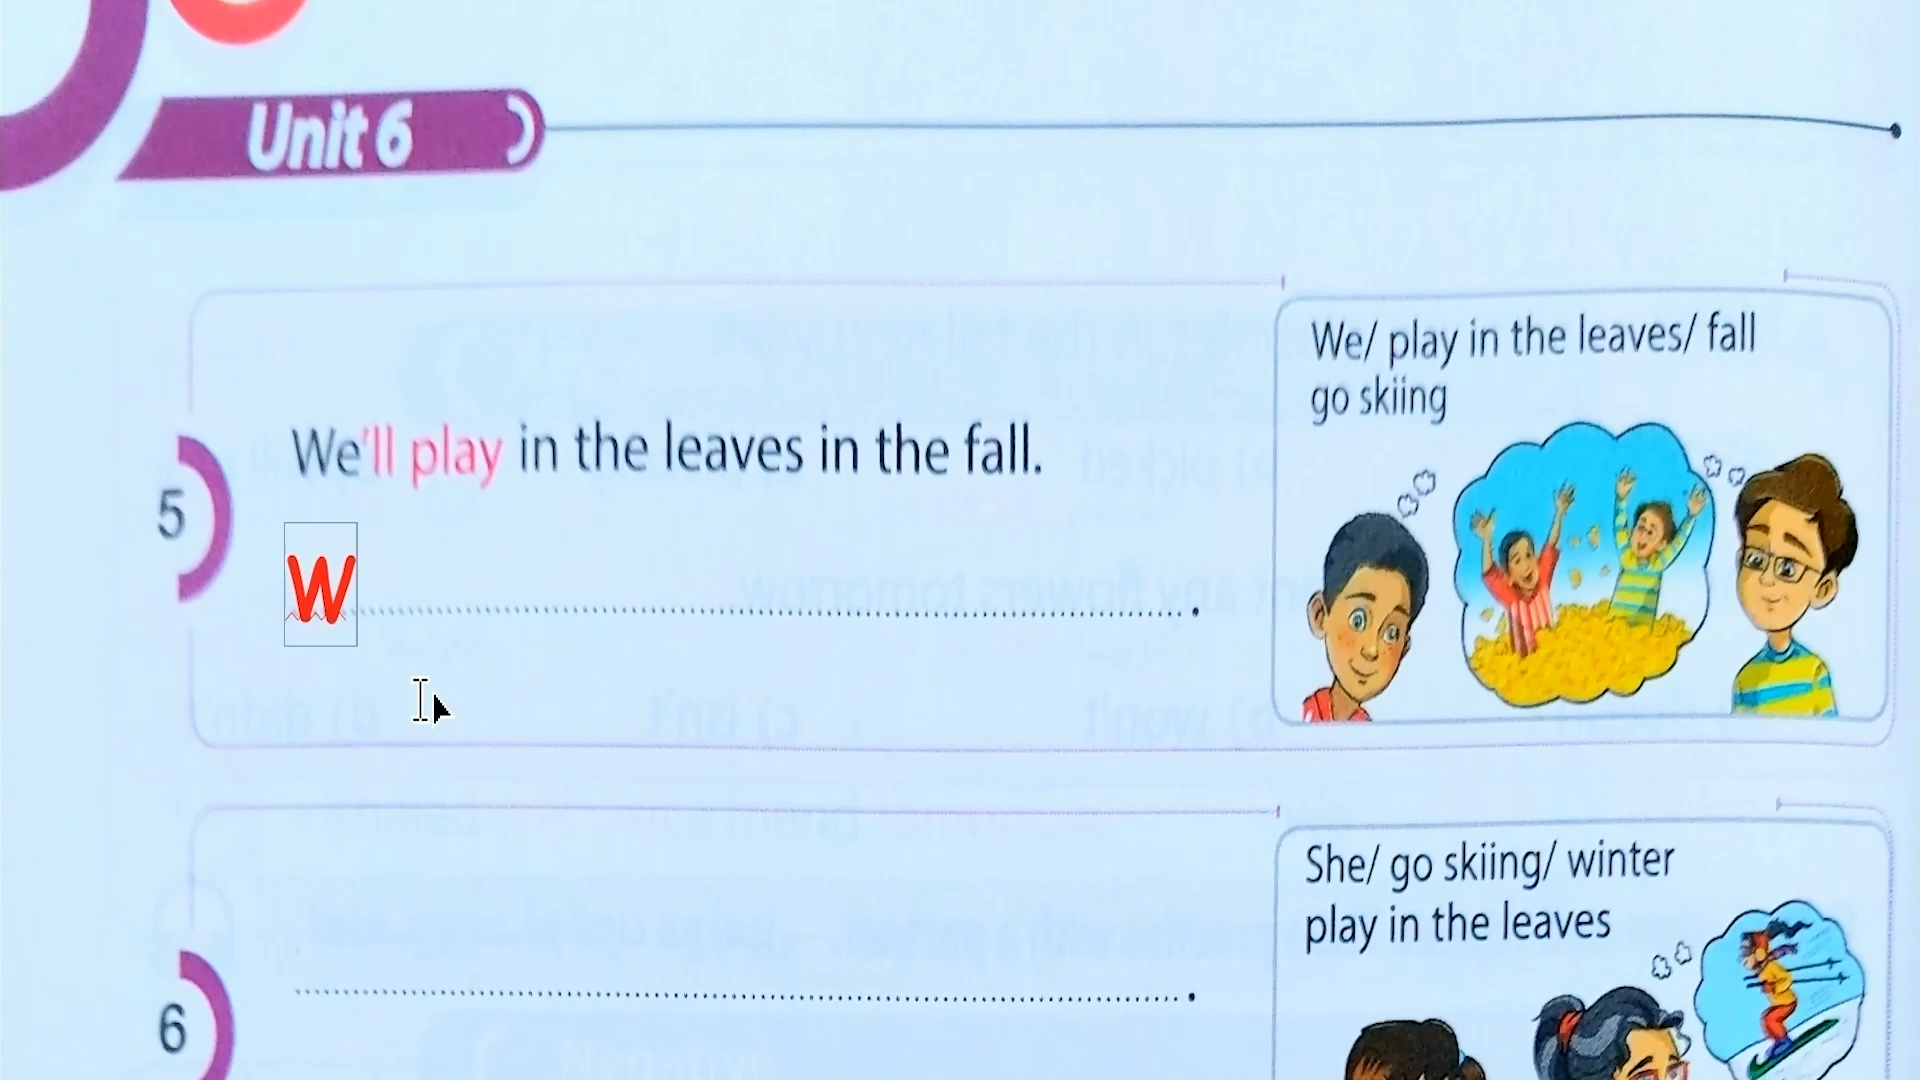 Unit 6
We/ play in the leaves/ fall
go skiing
We'll play in the leaves in the fall.
5
W
She/ go skiing/ winter
play in the leaves
6